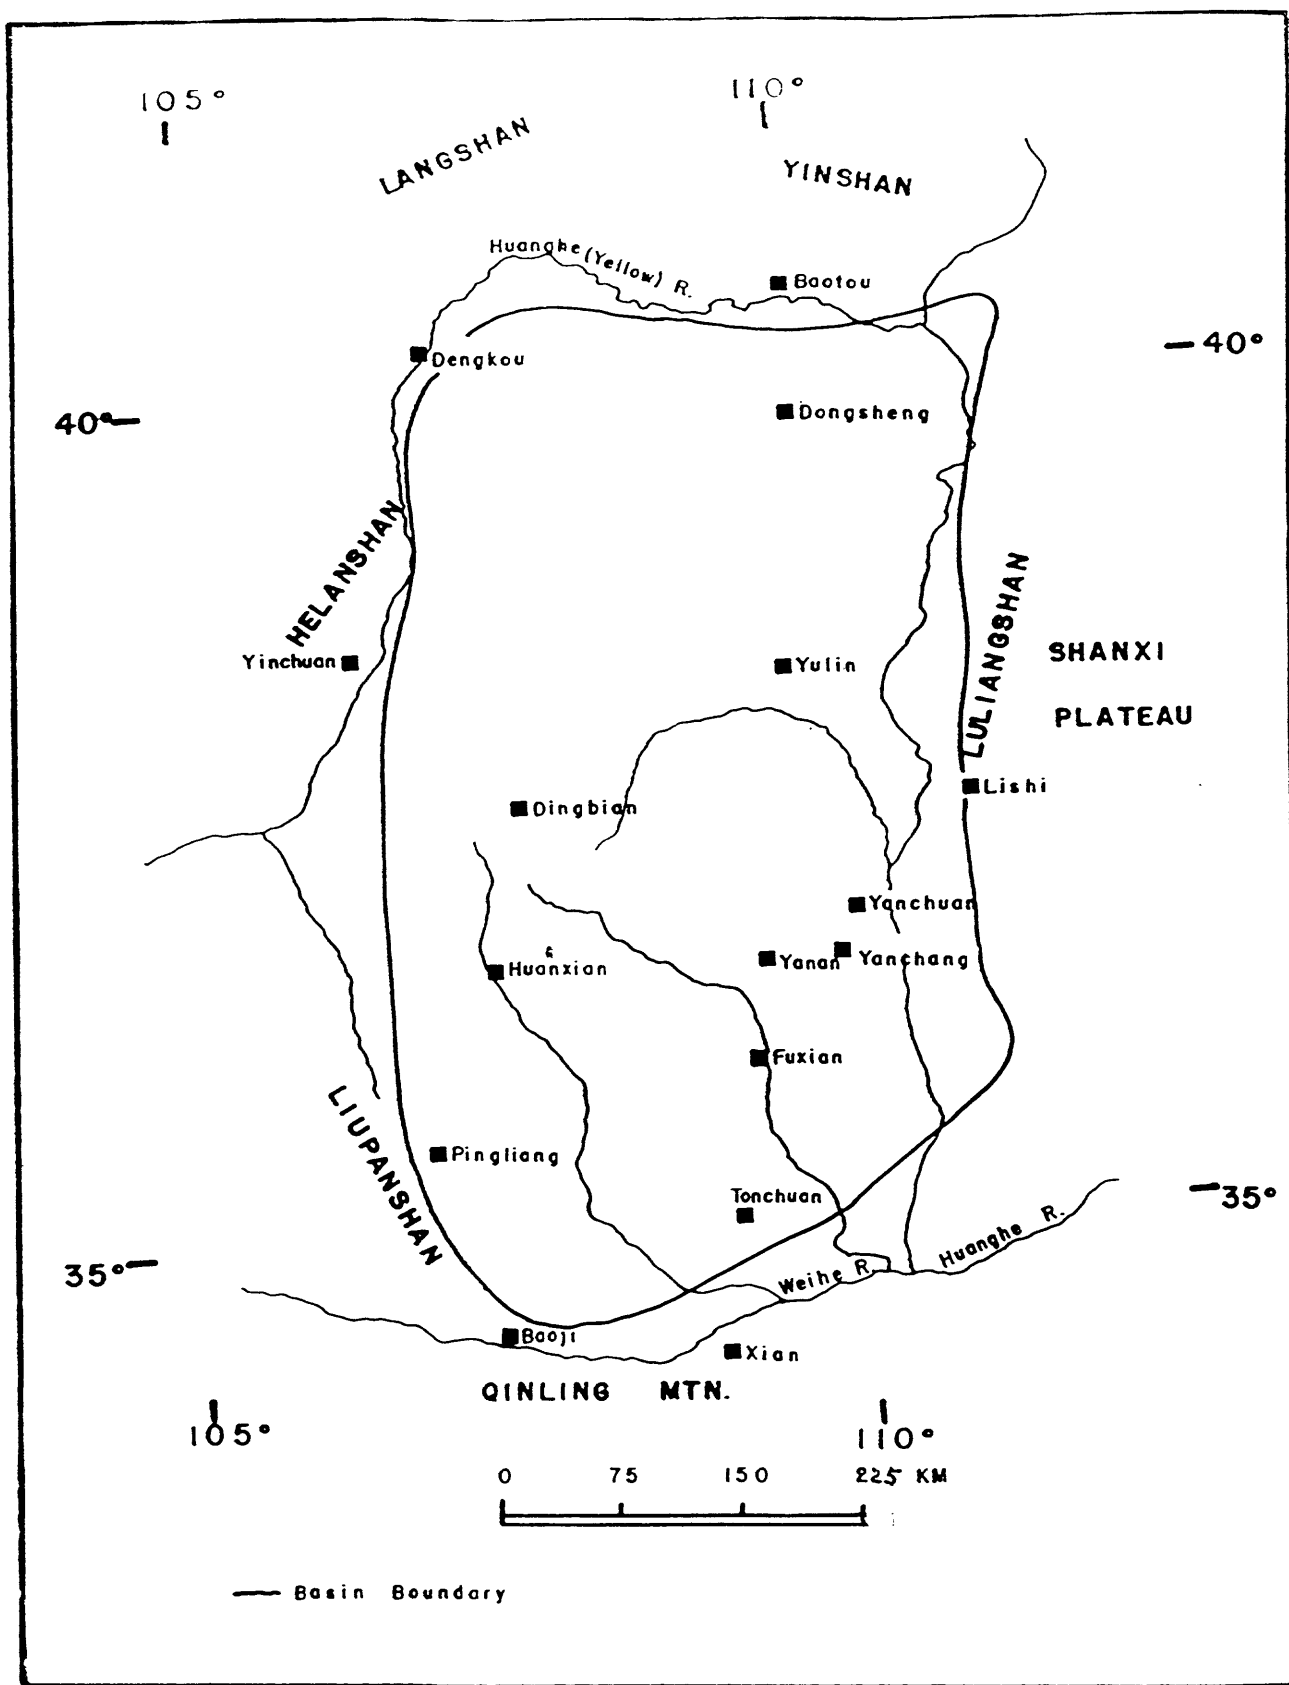 105°
110°
LANGSHAN
YINSHAN
Huanghe (Yellow) R.
Baotou
Dengkou
40°
40°
Dongsheng
HELANSHAN
Yinchuan
Yulin
LULIANGSHAN
SHANXI
PLATEAU
Lishi
Dingbian
Yanchuan
Yanan
Yanchang
Huanxian
Fuxian
LIUPANSHAN
Pingliang
Tonchuan
35°
35°
Weihe R.
Huanghe R.
Baoji
Xian
QINLING MTN.
105°
110°
0 75 150 225 KM
Basin Boundary